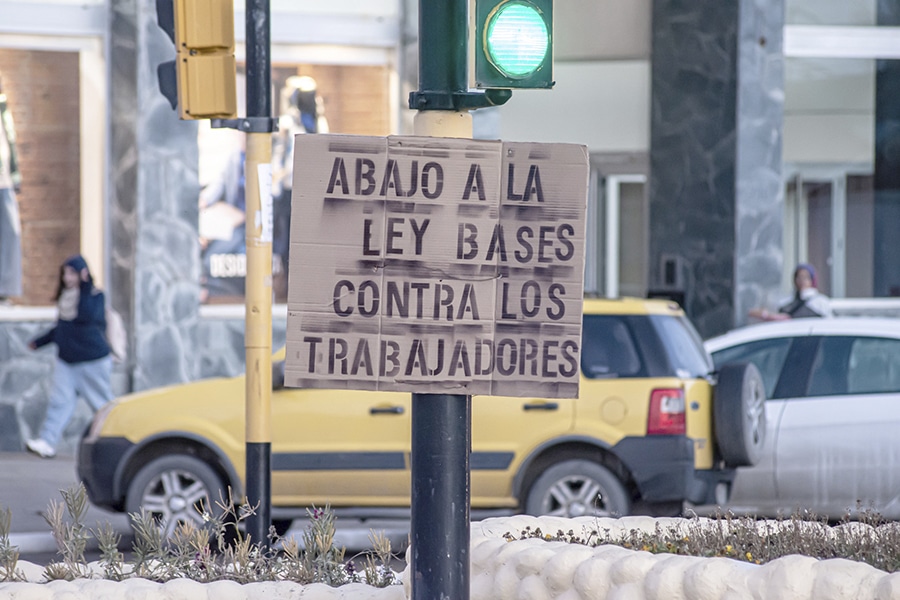 ABAJO A LA
LEY BASES
CONTRA LOS
TRABAJADORES